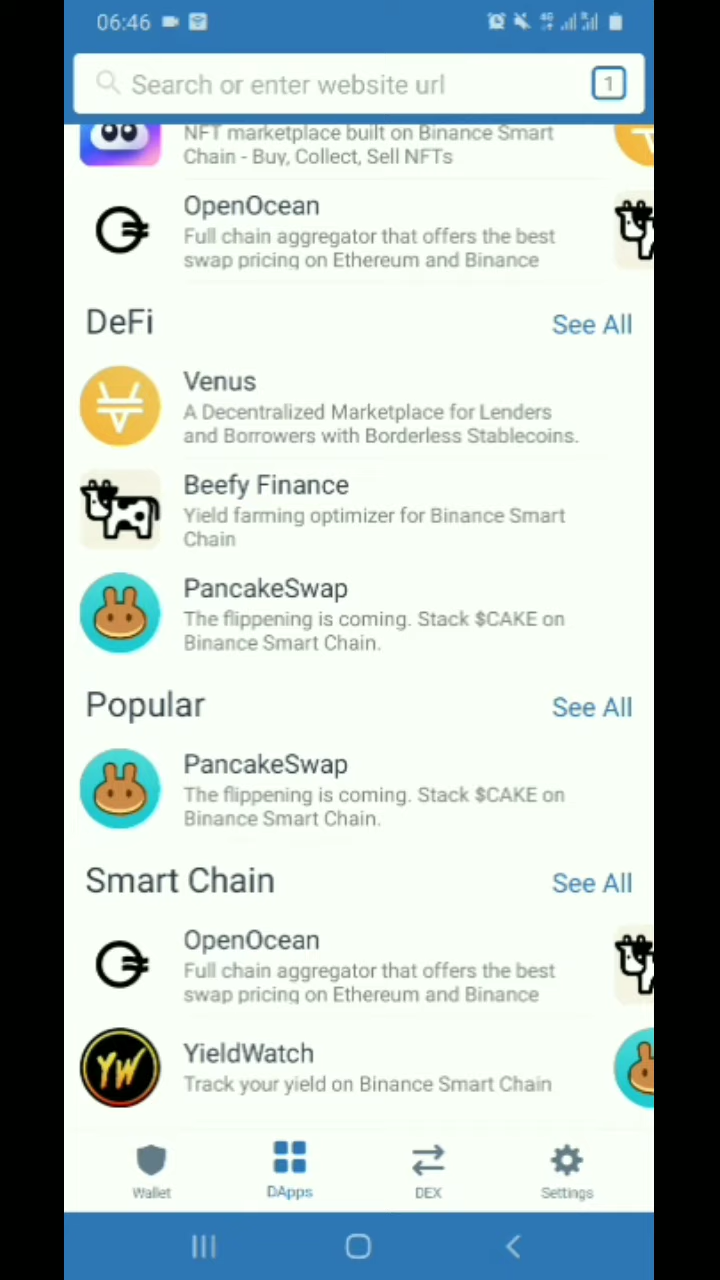 06:46
Search or enter website url
1
NFT marketplace built on Binance Smart
Chain - Buy, Collect, Sell NFTs
OpenOcean
Full chain aggregator that offers the best
swap pricing on Ethereum and Binance
DeFi
See All
Venus
A Decentralized Marketplace for Lenders
and Borrowers with Borderless Stablecoins.
Beefy Finance
Yield farming optimizer for Binance Smart
Chain
PancakeSwap
The flippening is coming. Stack $CAKE on
Binance Smart Chain.
Popular
See All
PancakeSwap
The flippening is coming. Stack $CAKE on
Binance Smart Chain.
Smart Chain
See All
OpenOcean
Full chain aggregator that offers the best
swap pricing on Ethereum and Binance
YW
YieldWatch
Track your yield on Binance Smart Chain
Wallet
DApps
DEX
Settings